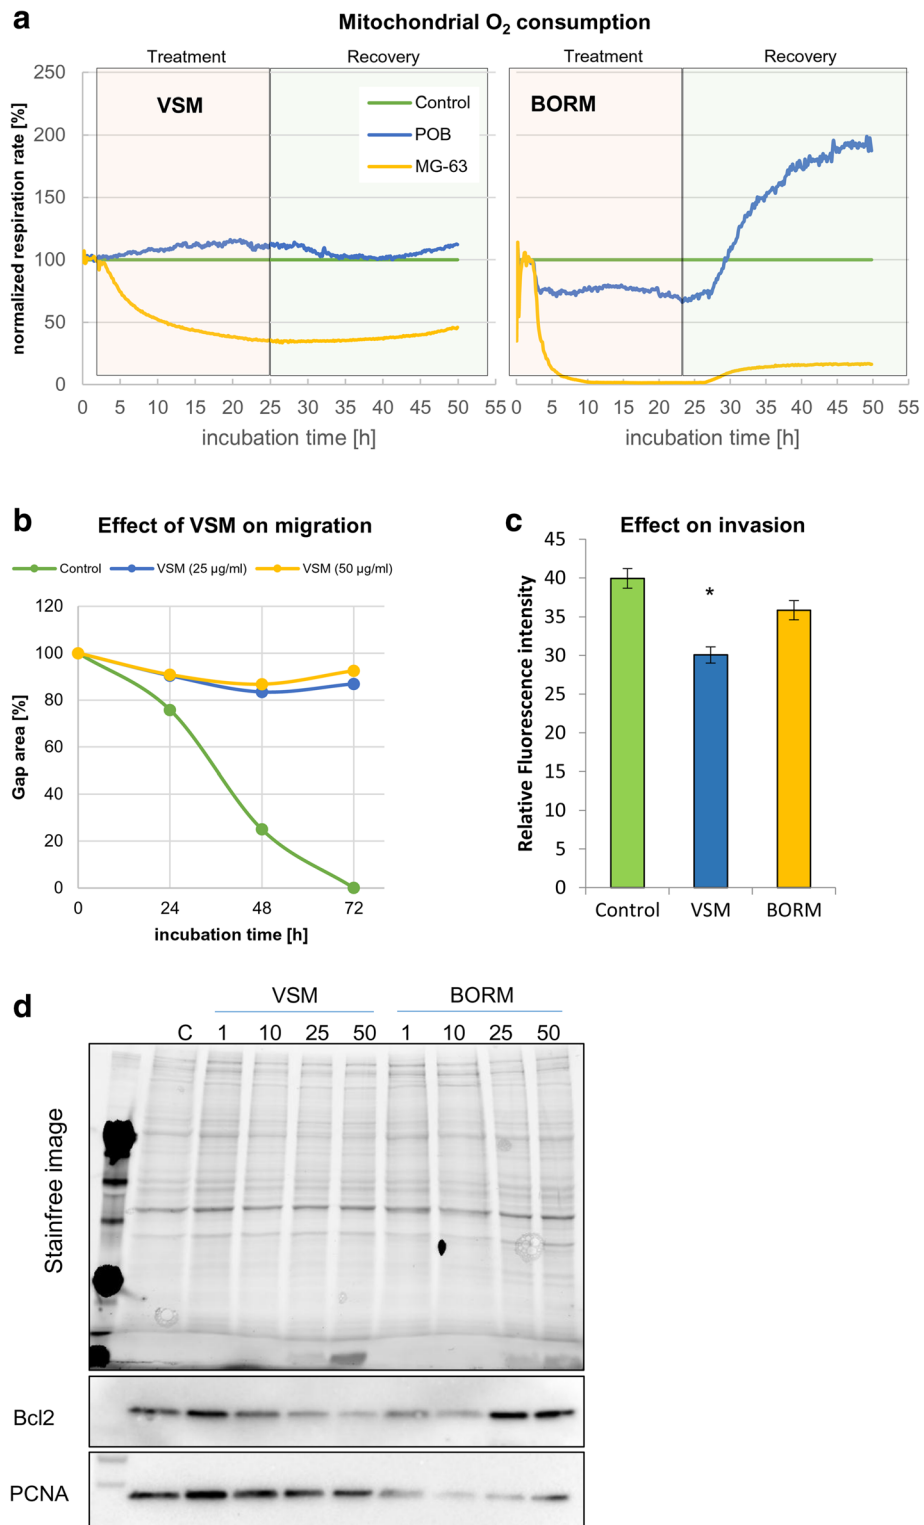 a
Mitochondrial O₂ consumption
Treatment Recovery
Treatment Recovery
normalized respiration rate [%]
250
200
150
100
50
0
VSM
Control
POB
MG-63
BORM
0 5 10 15 20 25 30 35 40 45 50 55
0 5 10 15 20 25 30 35 40 45 50 55
incubation time [h]
incubation time [h]
b
Effect of VSM on migration
Control VSM (25 µg/ml) VSM (50 µg/ml)
Gap area [%]
120
100
80
60
40
20
0
0 24 48 72
incubation time [h]
c
Effect on invasion
Relative Fluorescence intensity
45
40
35
30
25
20
15
10
5
0
*
Control VSM BORM
d
VSM BORM
C 1 10 25 50 1 10 25 50
Stainfree image
Bcl2
PCNA